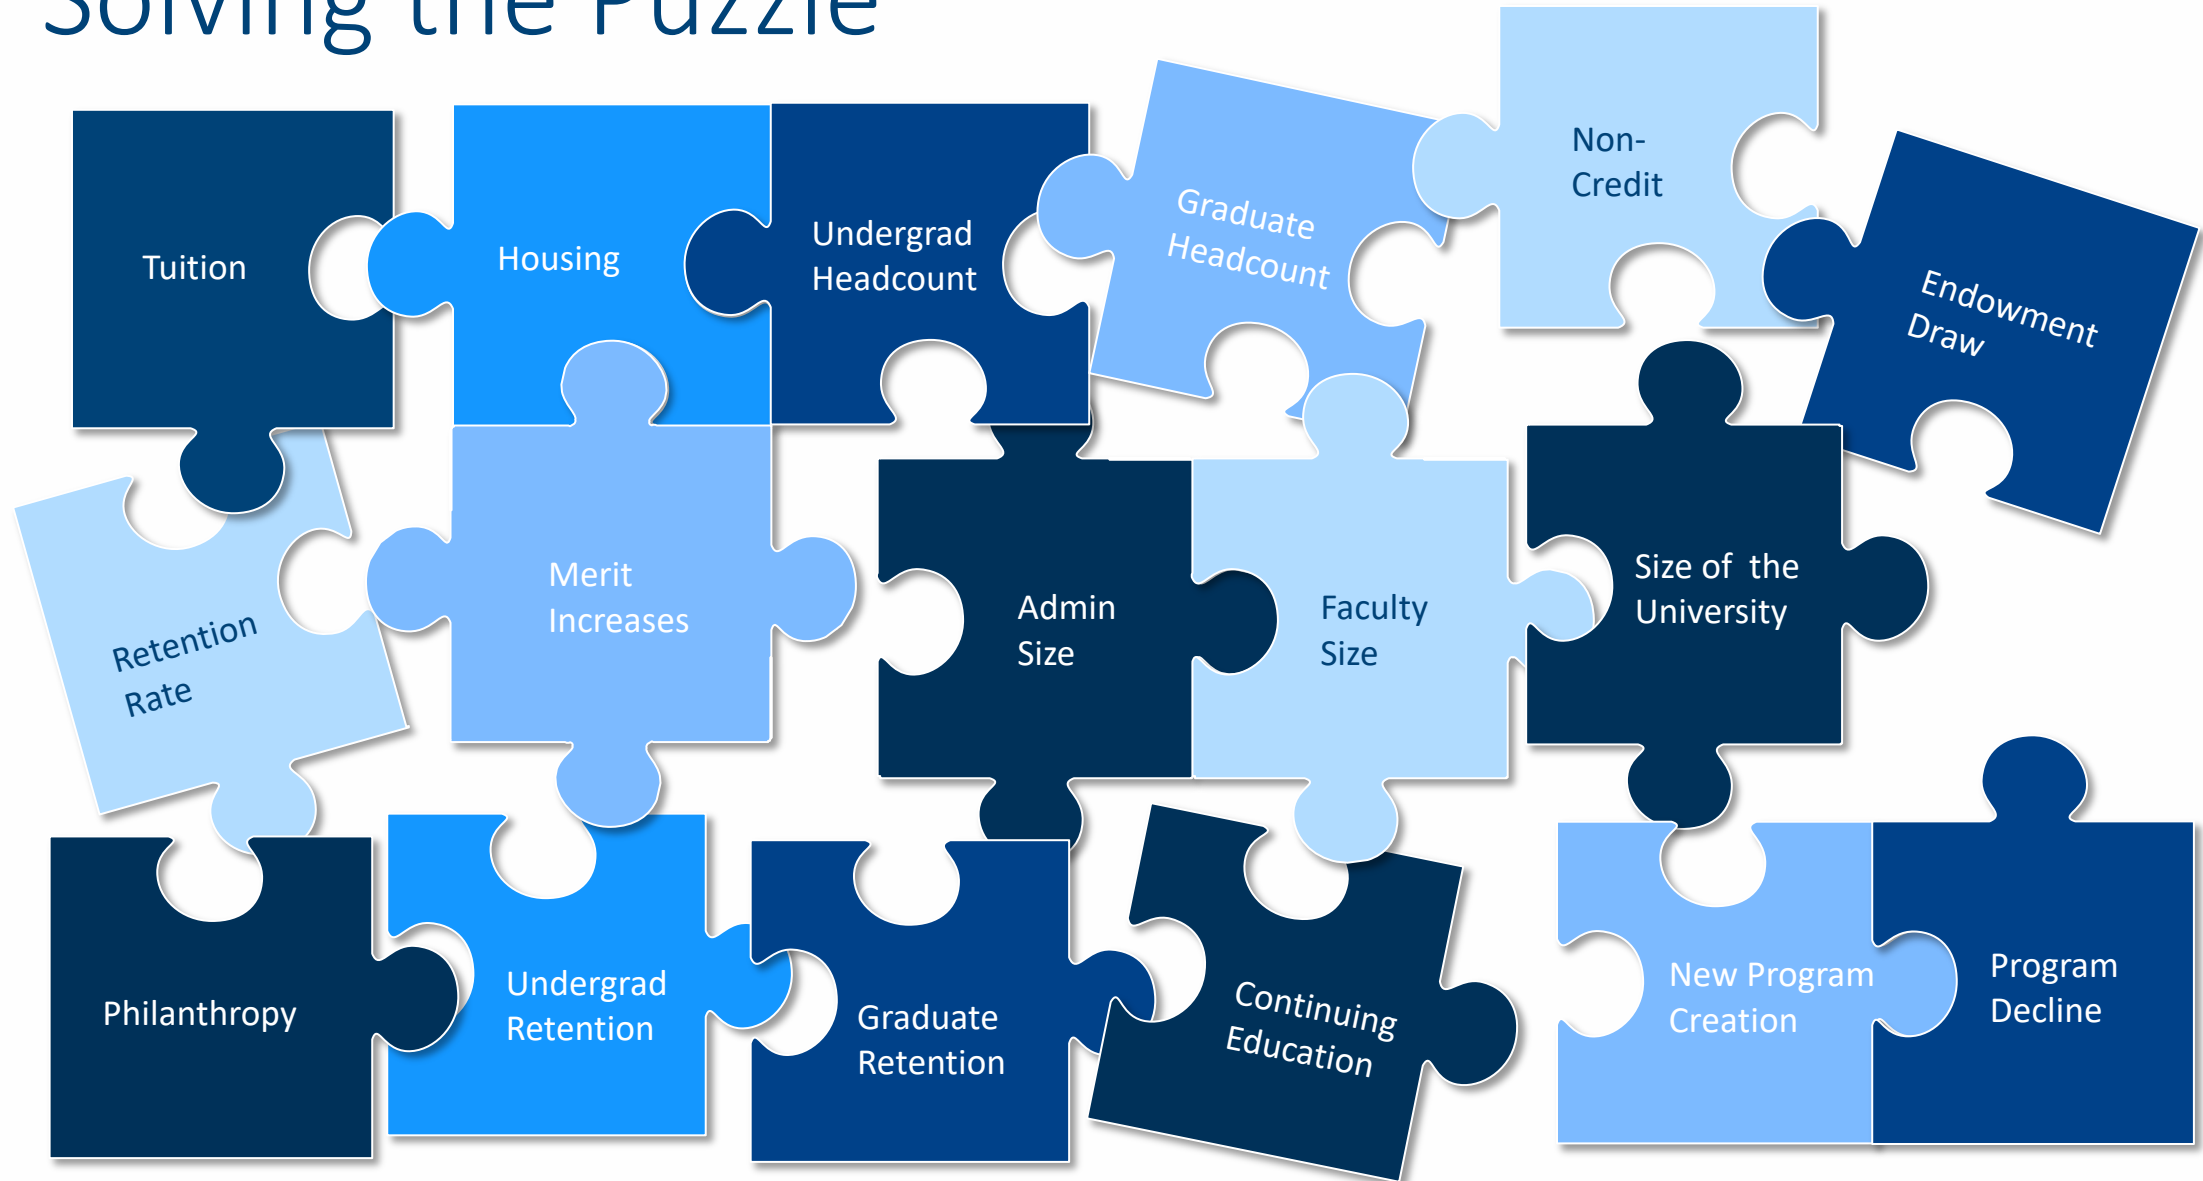 Solving the Puzzle
Tuition
Housing
Undergrad
Headcount
Graduate
Headcount
Non-
Credit
Endowment
Draw
Retention
Rate
Merit
Increases
Admin
Size
Faculty
Size
Size of  the
University
Philanthropy
Undergrad
Retention
Graduate
Retention
Continuing
Education
New Program
Creation
Program
Decline